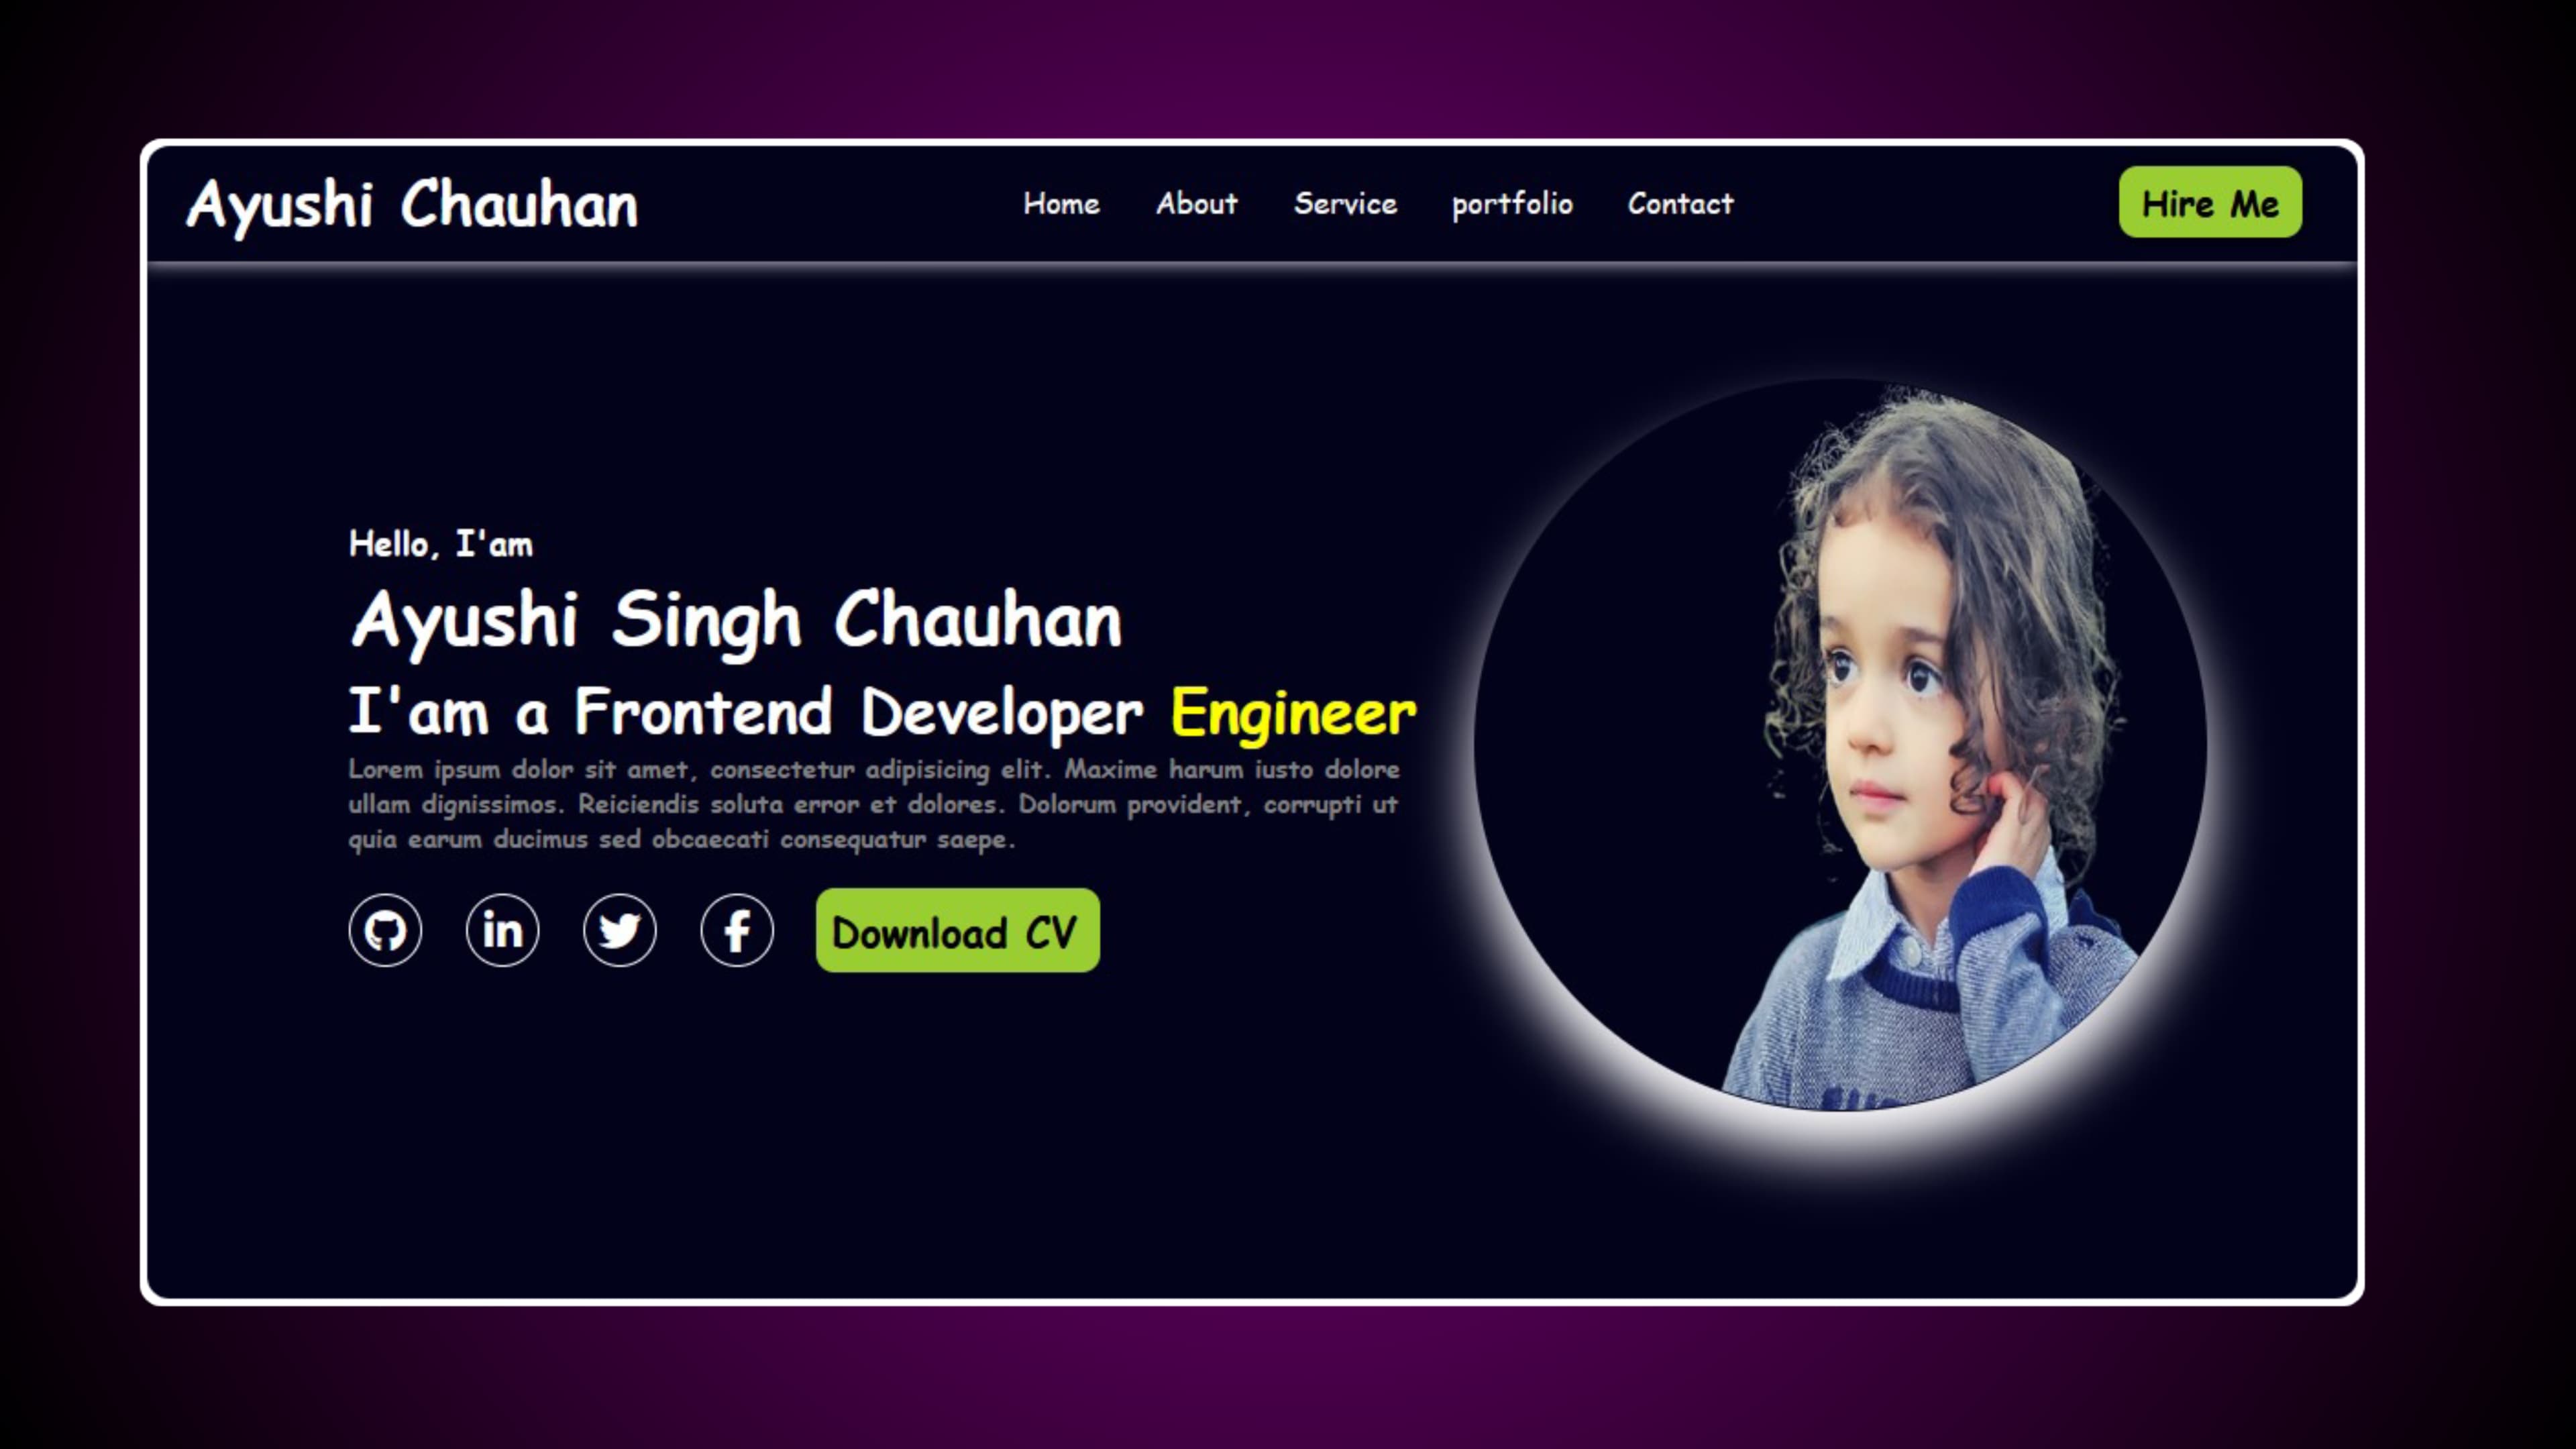 Ayushi Chauhan
Home About Service portfolio Contact
Hire Me
Hello, I'am
Ayushi Singh Chauhan
I'am a Frontend Developer Engineer
Lorem ipsum dolor sit amet, consectetur adipisicing elit. Maxime harum iusto dolore
ullam dignissimos. Reiciendis soluta error et dolores. Dolorum provident, corrupti ut
quia earum ducimus sed obcaecati consequatur saepe.
in
f
Download CV